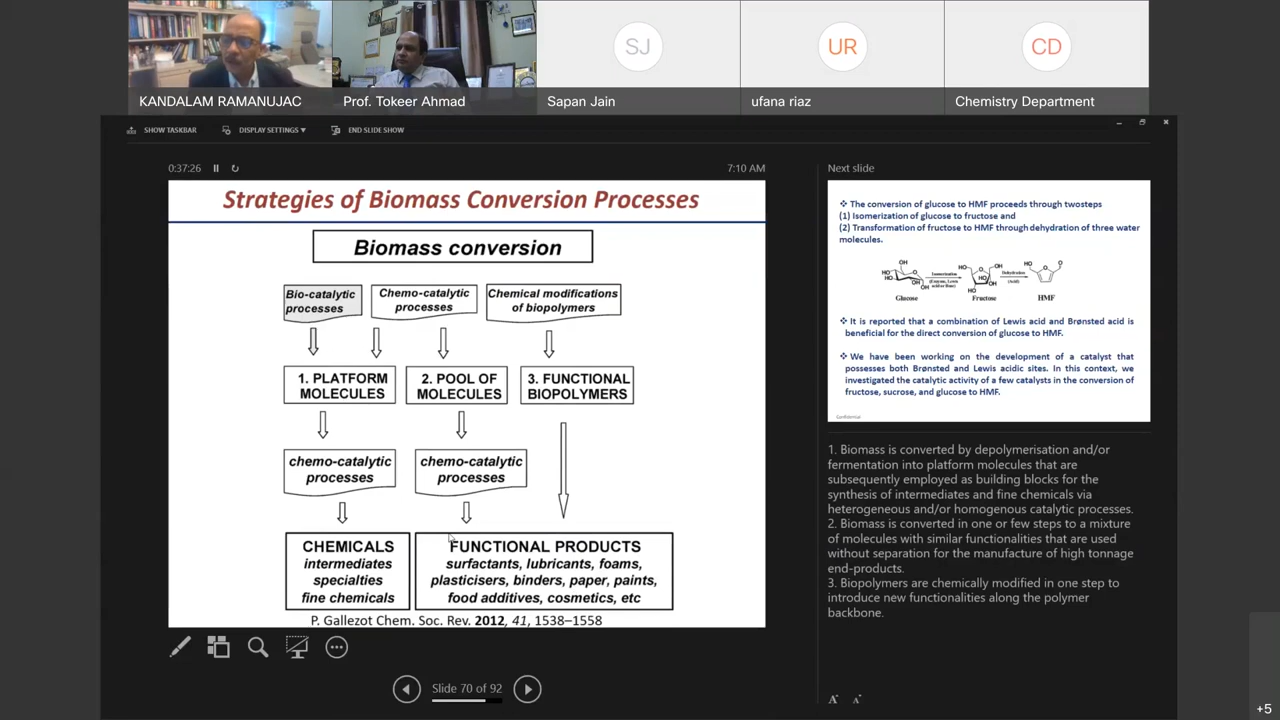 SJ
UR
CD
KANDALAM RAMANUJAC
Prof. Tokeer Ahmad
Sapan Jain
ufana riaz
Chemistry Department
SHOW TASKBAR
DISPLAY SETTINGS ▾
END SLIDE SHOW
0:37:26
7:10 AM
Strategies of Biomass Conversion Processes
Biomass conversion
Bio-catalytic
processes
Chemo-catalytic
processes
Chemical modifications
of biopolymers
1. PLATFORM
MOLECULES
2. POOL OF
MOLECULES
3. FUNCTIONAL
BIOPOLYMERS
chemo-catalytic
processes
chemo-catalytic
processes
CHEMICALS
intermediates
specialties
fine chemicals
FUNCTIONAL PRODUCTS
surfactants, lubricants, foams,
plasticisers, binders, paper, paints,
food additives, cosmetics, etc
P. Gallezot Chem. Soc. Rev. 2012, 41, 1538–1558
Slide 70 of 92
Next slide
❖ The conversion of glucose to HMF proceeds through twosteps
(1) Isomerization of glucose to fructose and
(2) Transformation of fructose to HMF through dehydration of three water
molecules.
Glucose
Isomerization
Fructose
Dehydration
(Acid)
HMF
❖ It is reported that a combination of Lewis acid and Brønsted acid is
beneficial for the direct conversion of glucose to HMF.
❖ We have been working on the development of a catalyst that
possesses both Brønsted and Lewis acidic sites. In this context, we
investigated the catalytic activity of a few catalysts in the conversion of
fructose, sucrose, and glucose to HMF.
Confidential
1. Biomass is converted by depolymerisation and/or
fermentation into platform molecules that are
subsequently employed as building blocks for the
synthesis of intermediates and fine chemicals via
heterogeneous and/or homogenous catalytic processes.
2. Biomass is converted in one or few steps to a mixture
of molecules with similar functionalities that are used
without separation for the manufacture of high tonnage
end-products.
3. Biopolymers are chemically modified in one step to
introduce new functionalities along the polymer
backbone.
A
A
+5